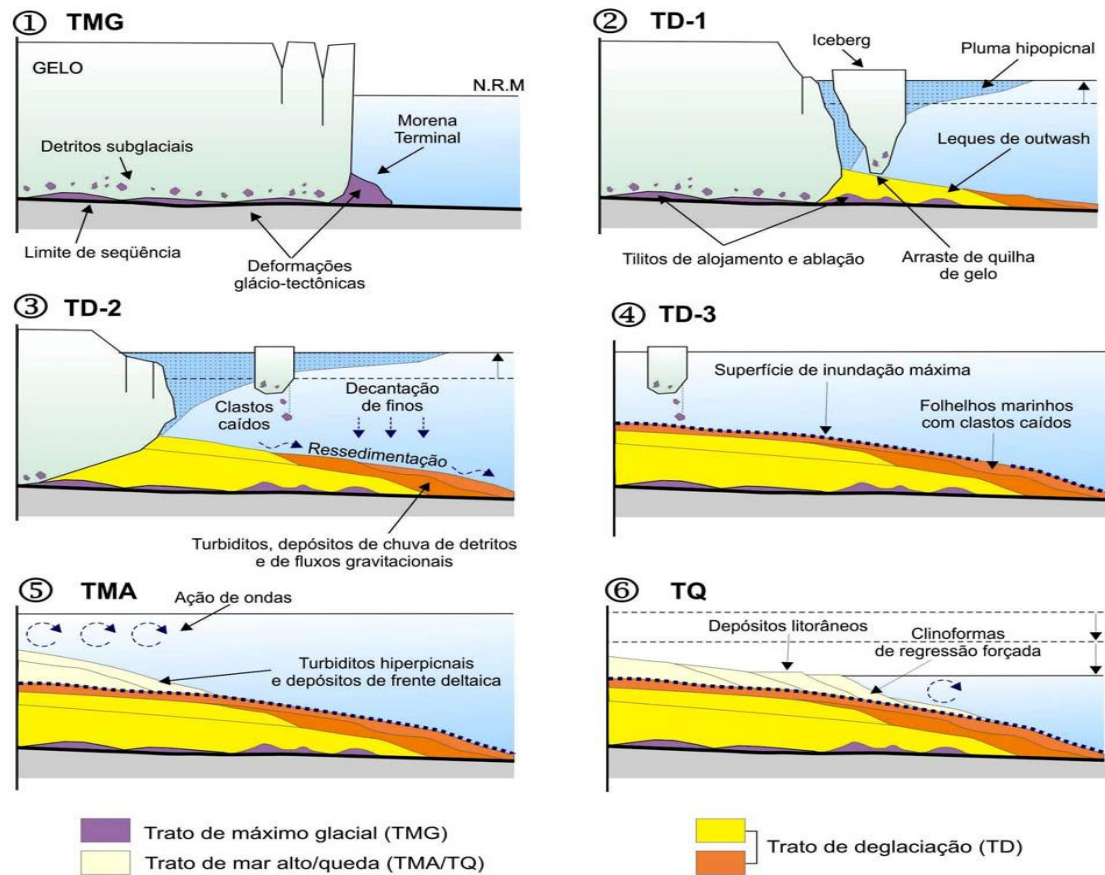 ① TMG
GELO
N.R.M
Detritos subglaciais
Morena
Terminal
Limite de seqüência
Deformações
glácio-tectônicas
② TD-1
Iceberg
Pluma hipopicnal
Leques de outwash
Tilitos de alojamento e ablação
Arraste de quilha
de gelo
③ TD-2
Clastos
caídos
Decantação
de finos
Ressedimentação
Turbiditos, depósitos de chuva de detritos
e de fluxos gravitacionais
④ TD-3
Superfície de inundação máxima
Folhelhos marinhos
com clastos caídos
⑤ TMA
Ação de ondas
Turbiditos hiperpicnais
e depósitos de frente deltaica
⑥ TQ
Depósitos litorâneos
Clinoformas
de regressão forçada
Trato de máximo glacial (TMG)
Trato de mar alto/queda (TMA/TQ)
Trato de deglaciação (TD)